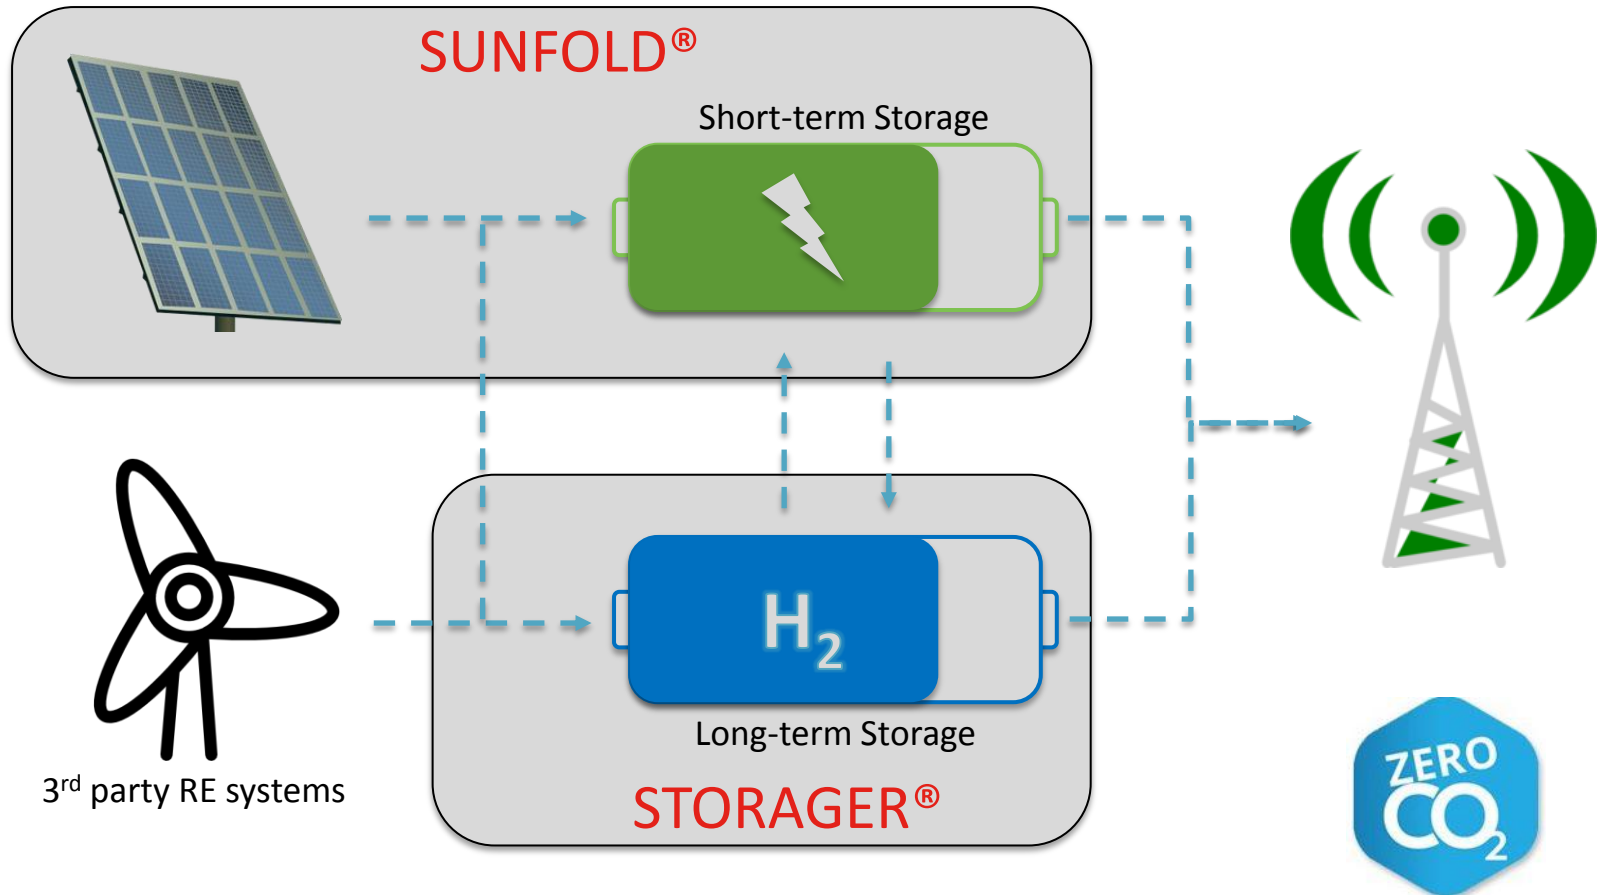 SUNFOLD®
Short-term Storage
H₂
Long-term Storage
3rd party RE systems
STORAGER®
ZERO
CO₂